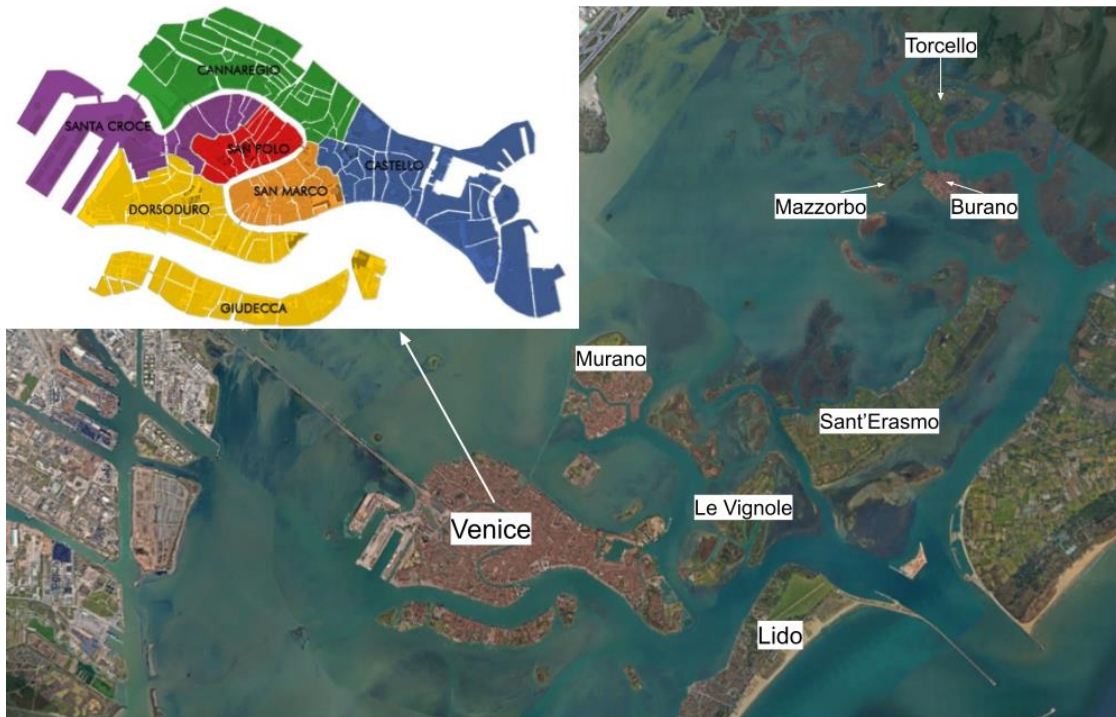 CANNAREGIO
SANTA CROCE
SAN POLO
CASTELLO
SAN MARCO
DORSODURO
GIUDECCA
Torcello
Mazzorbo
Burano
Murano
Sant'Erasmo
Le Vignole
Venice
Lido